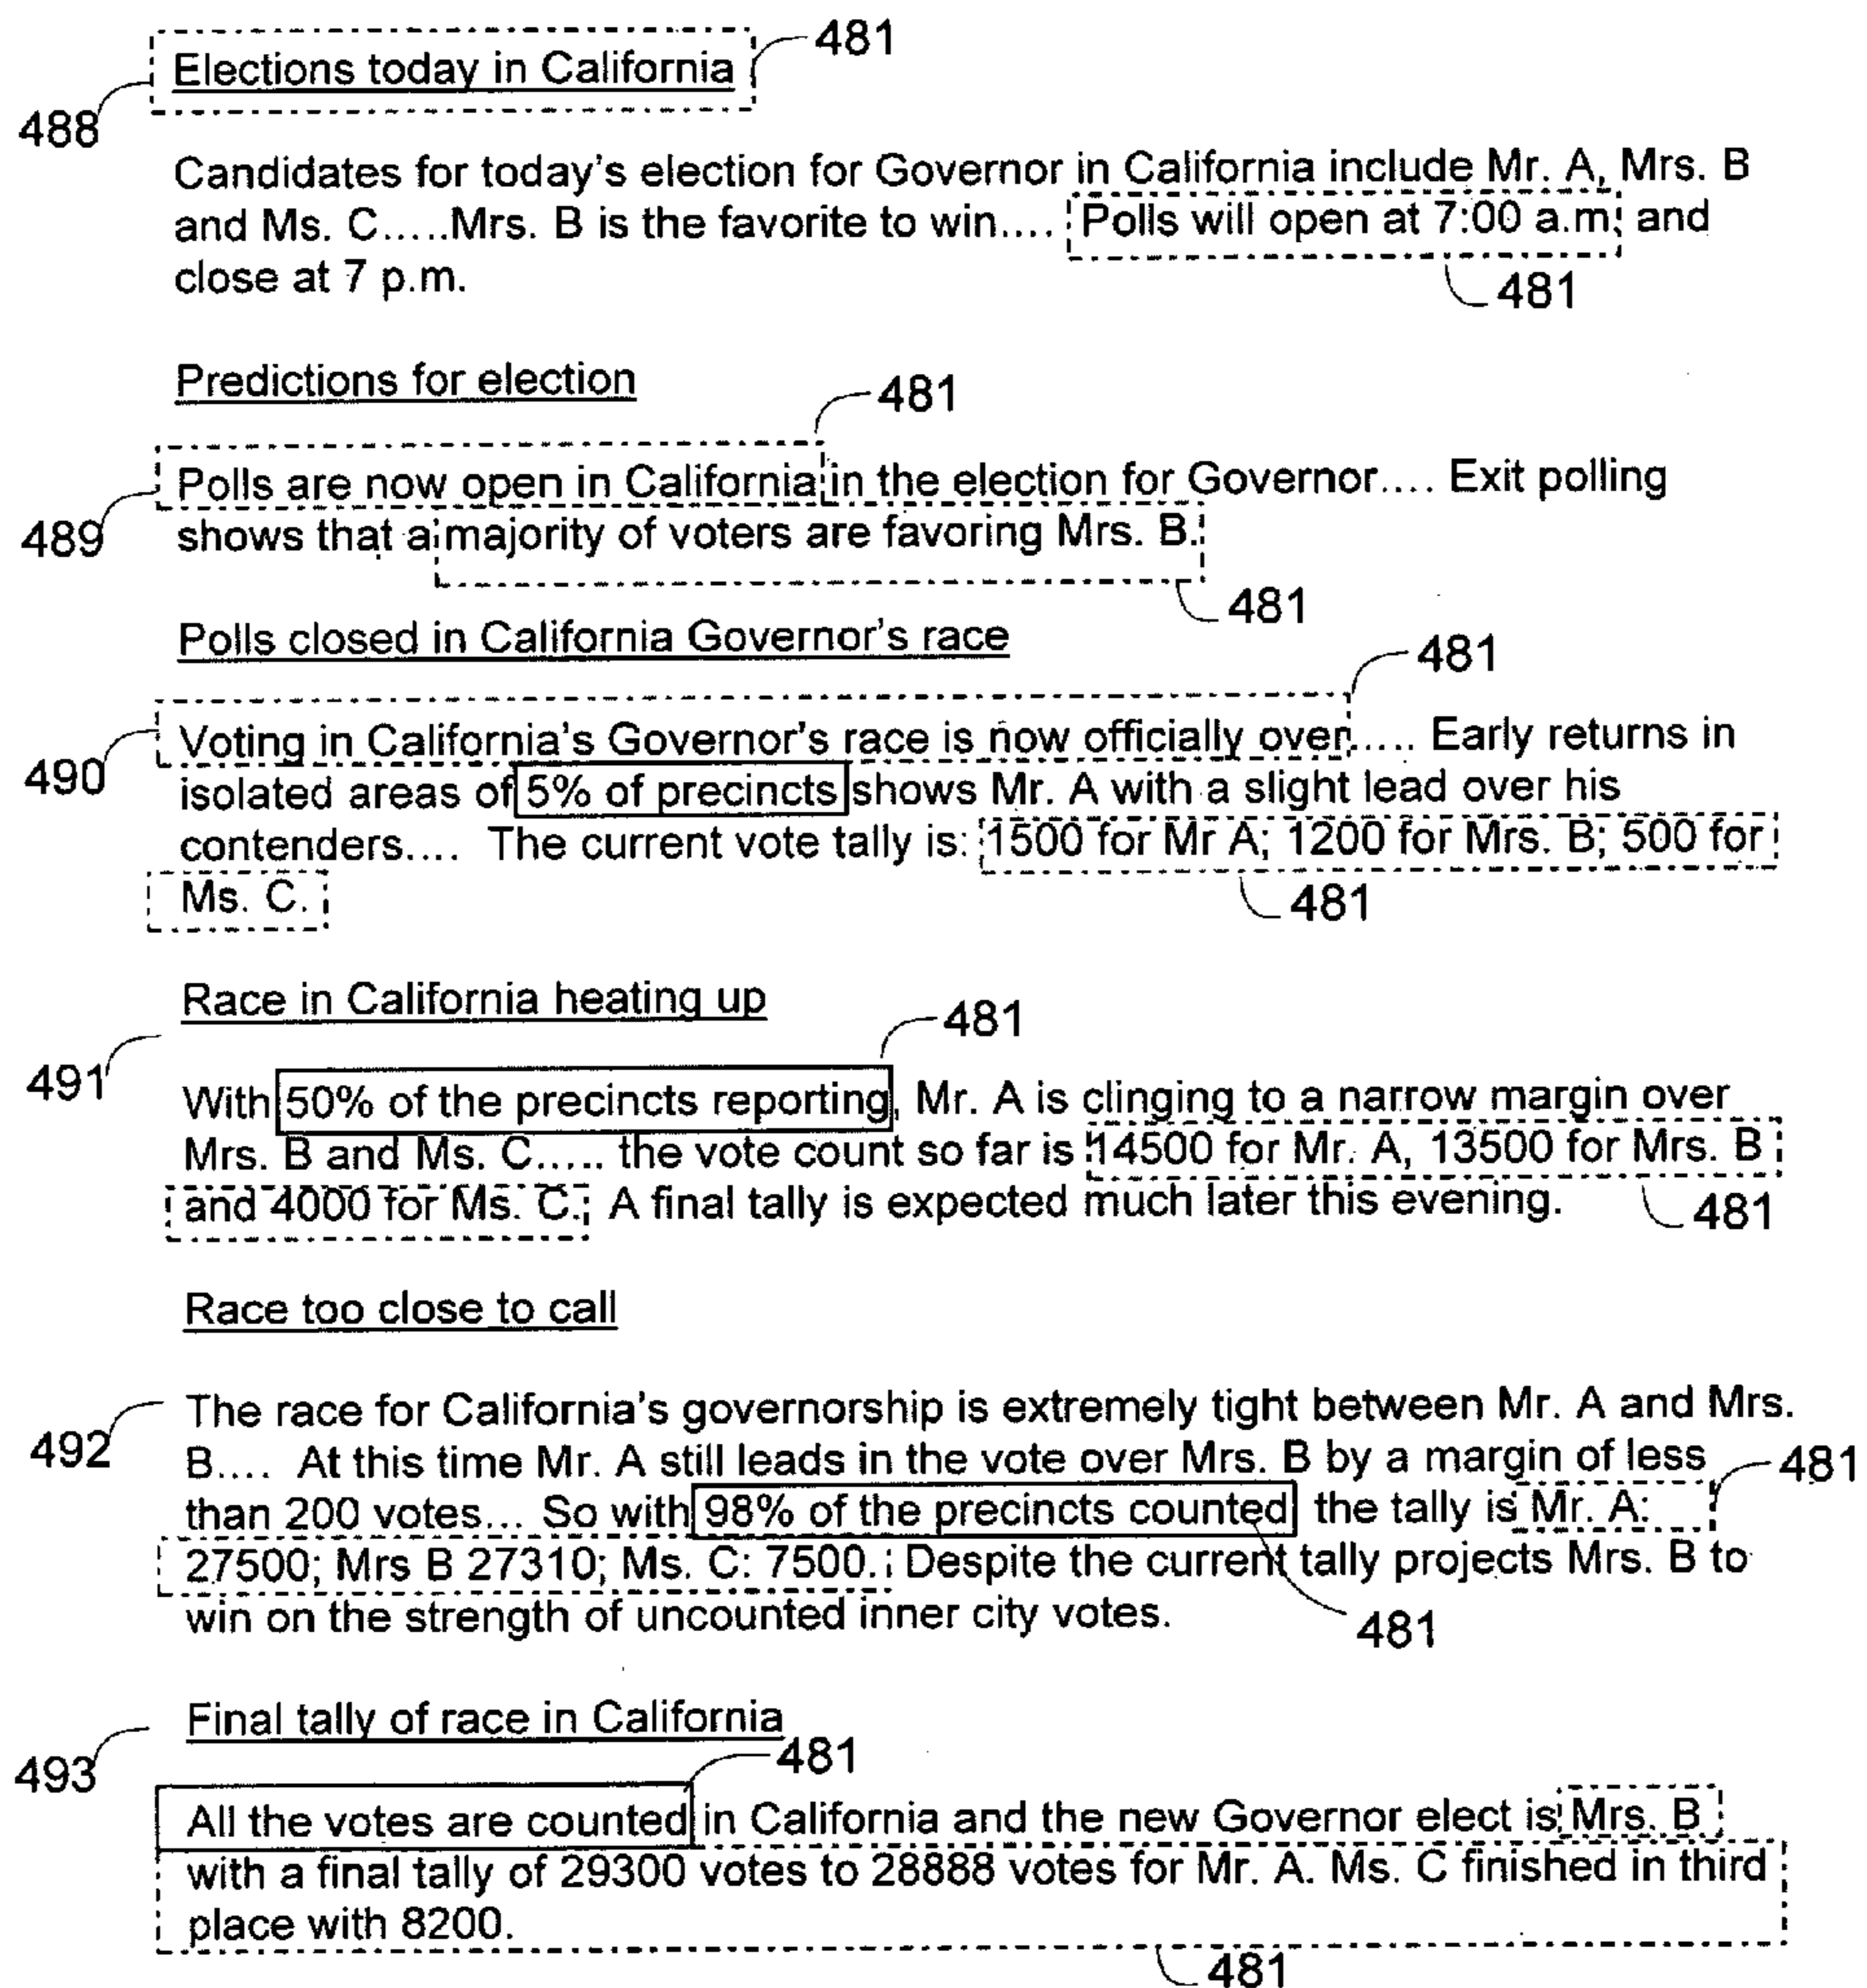 481
Elections today in California
488
Candidates for today's election for Governor in California include Mr. A, Mrs. B
and Ms. C.....Mrs. B is the favorite to win.... Polls will open at 7:00 a.m. and
close at 7 p.m.
481
Predictions for election
481
Polls are now open in California in the election for Governor.... Exit polling
489
shows that a majority of voters are favoring Mrs. B.
481
Polls closed in California Governor's race
481
Voting in California's Governor's race is now officially over..... Early returns in
490
isolated areas of 5% of precincts shows Mr. A with a slight lead over his
contenders.... The current vote tally is: 1500 for Mr A; 1200 for Mrs. B; 500 for
Ms. C.
481
Race in California heating up
481
491
With 50% of the precincts reporting, Mr. A is clinging to a narrow margin over
Mrs. B and Ms. C..... the vote count so far is 14500 for Mr. A, 13500 for Mrs. B
and 4000 for Ms. C. A final tally is expected much later this evening.
481
Race too close to call
The race for California's governorship is extremely tight between Mr. A and Mrs.
492
B.... At this time Mr. A still leads in the vote over Mrs. B by a margin of less
481
than 200 votes... So with 98% of the precincts counted the tally is Mr. A:
27500; Mrs B 27310; Ms. C: 7500. Despite the current tally projects Mrs. B to
win on the strength of uncounted inner city votes.
481
Final tally of race in California
481
493
All the votes are counted in California and the new Governor elect is Mrs. B
with a final tally of 29300 votes to 28888 votes for Mr. A. Ms. C finished in third
place with 8200.
481